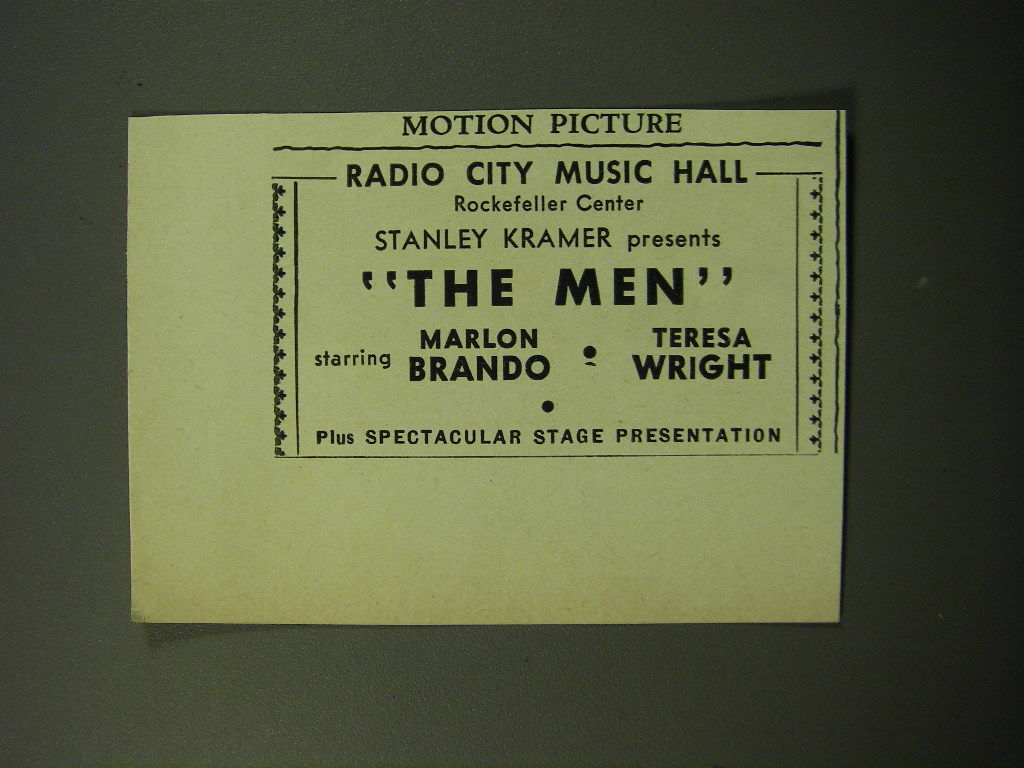 MOTION PICTURE
RADIO CITY MUSIC HALL
Rockefeller Center
STANLEY KRAMER presents
"THE MEN"
starring MARLON BRANDO • TERESA WRIGHT
•
Plus SPECTACULAR STAGE PRESENTATION